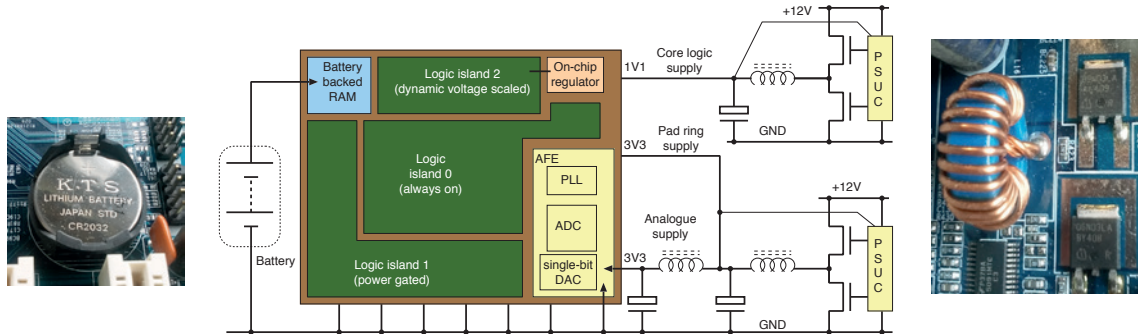 K.T.S
LITHIUM BATTERY
JAPAN STD
CR2032
Battery
Battery
backed
RAM
Logic island 2
(dynamic voltage scaled)
On-chip
regulator
Logic
island 0
(always on)
Logic island 1
(power gated)
AFE
PLL
ADC
single-bit
DAC
1V1
Core logic
supply
+12V
PSUC
GND
3V3
Pad ring
supply
+12V
Analogue
supply
3V3
PSUC
GND